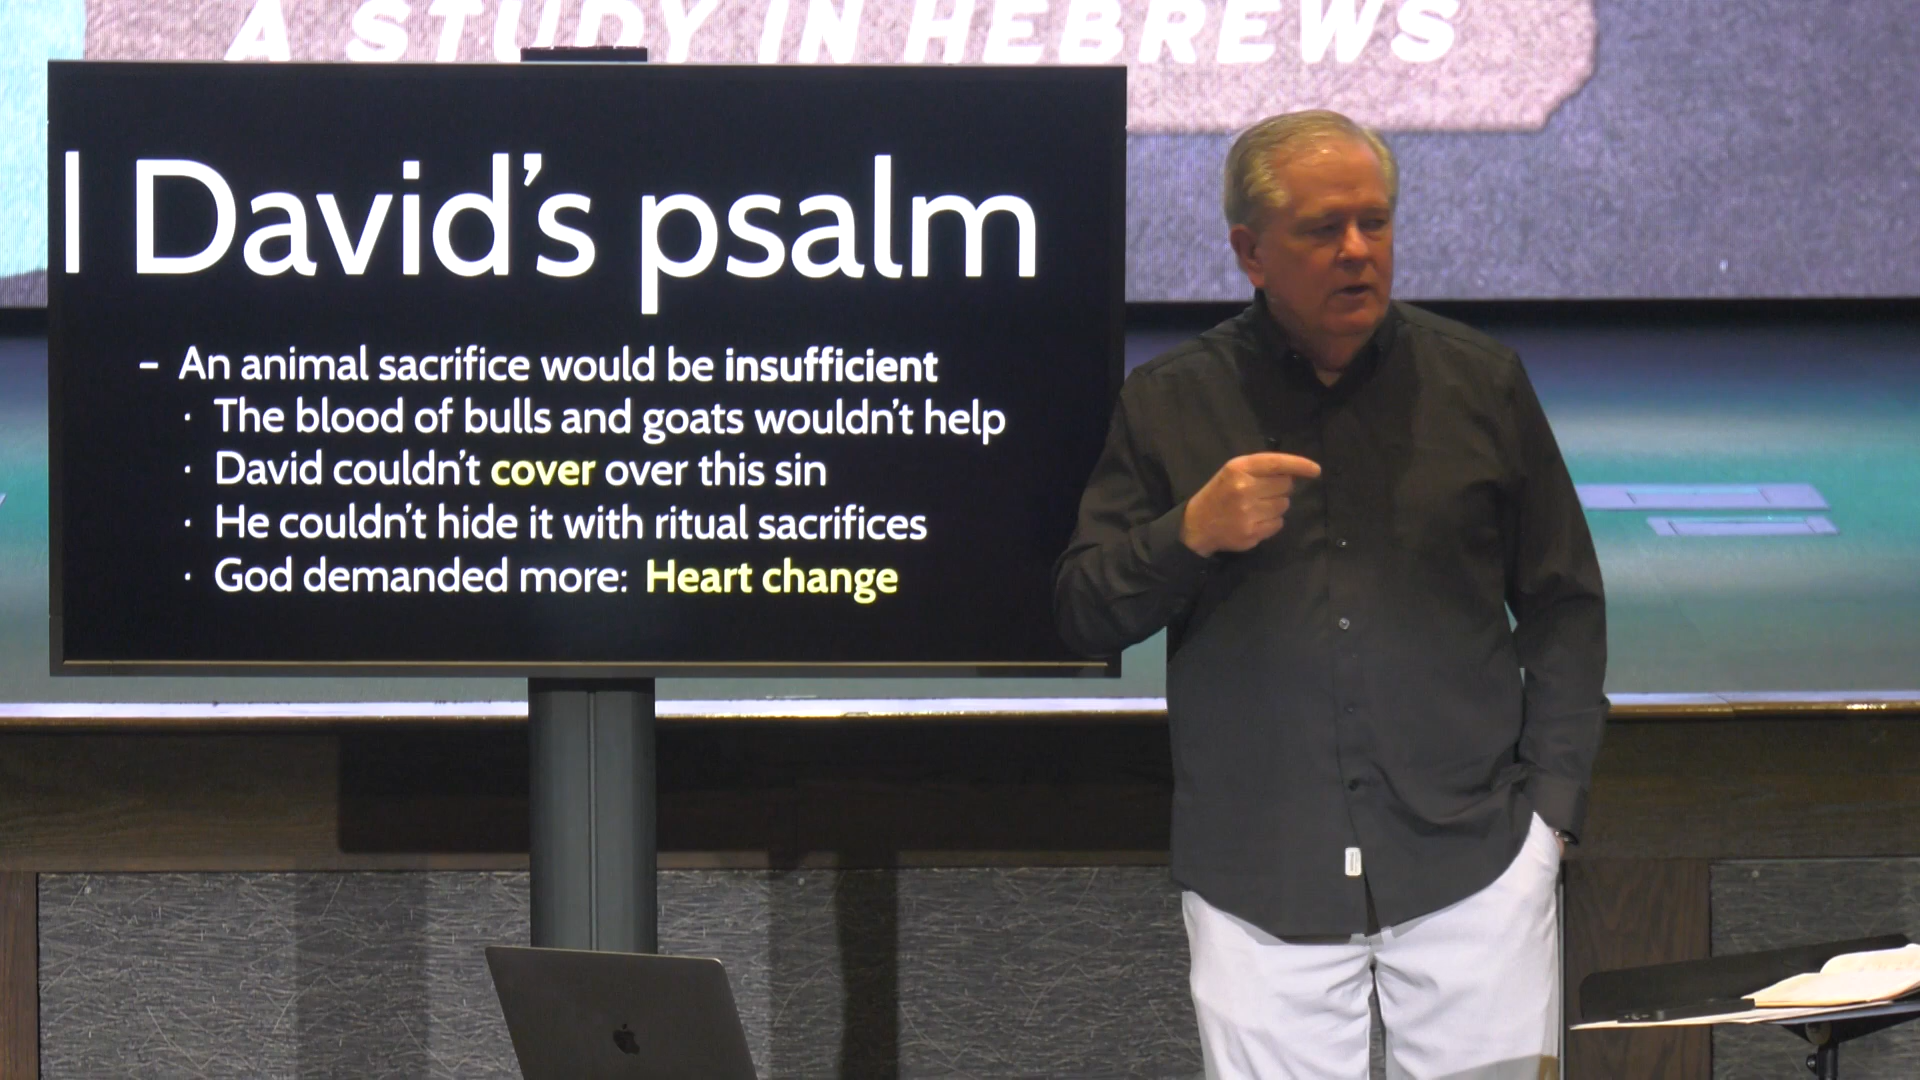 A STUDY IN HEBREWS
| David's psalm
– An animal sacrifice would be insufficient
· The blood of bulls and goats wouldn't help
· David couldn't cover over this sin
· He couldn't hide it with ritual sacrifices
· God demanded more: Heart change